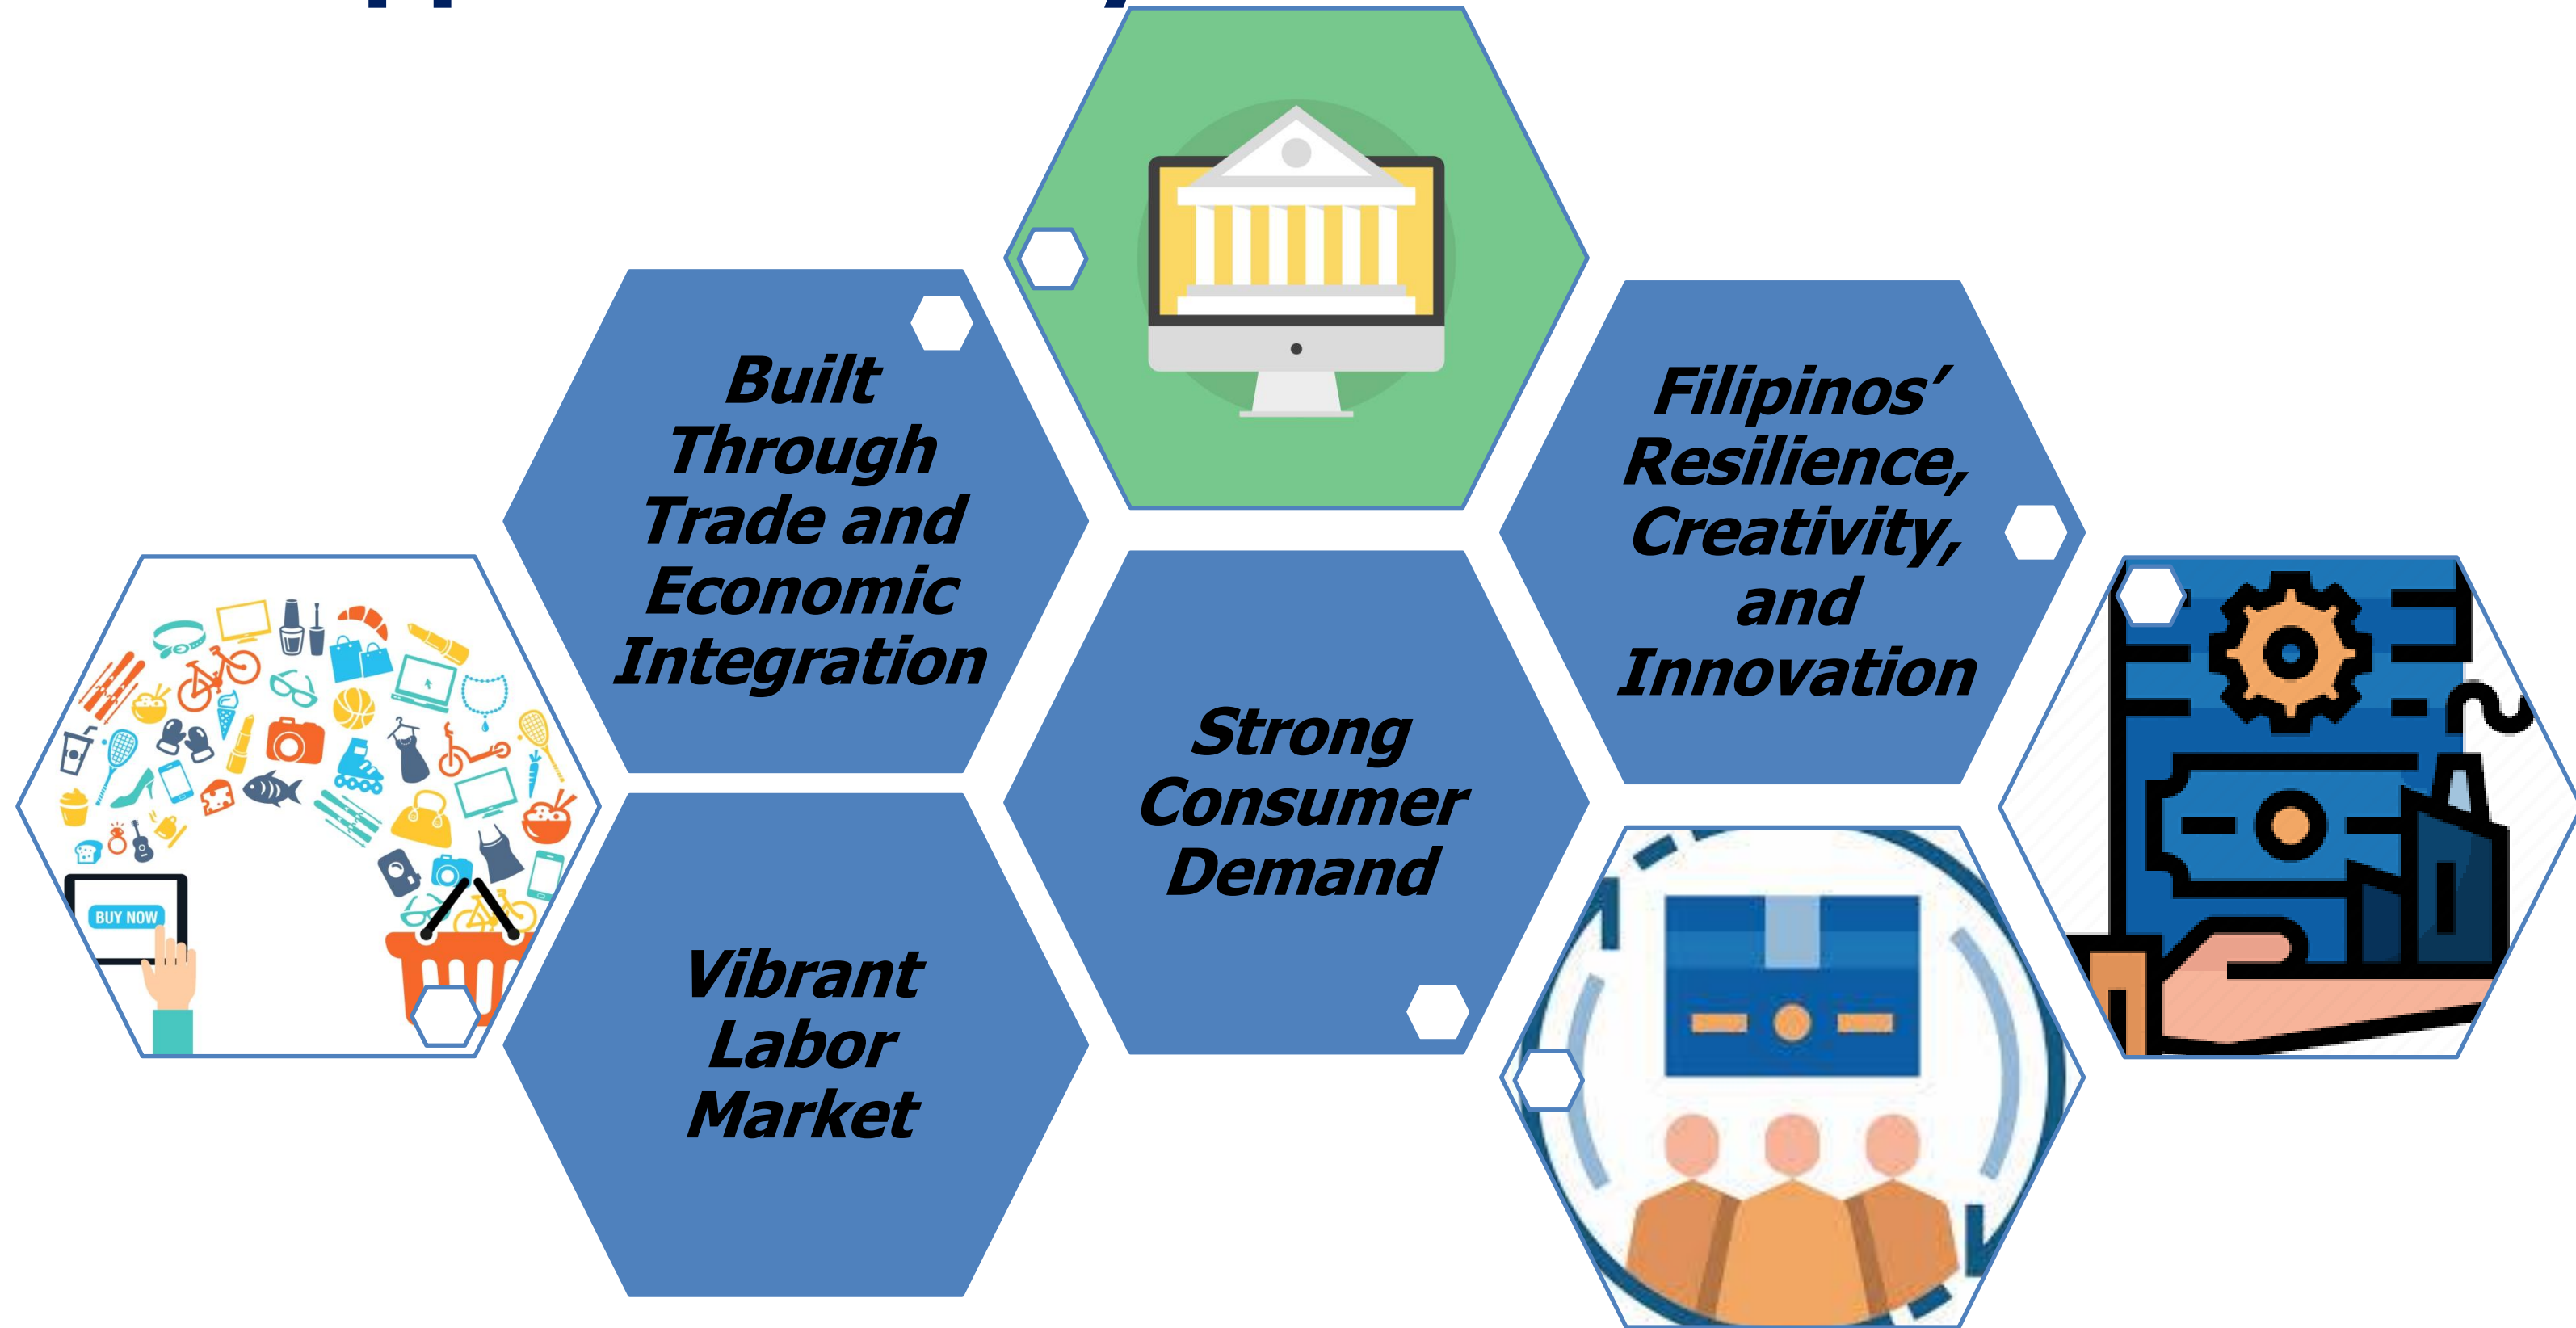 Built
Through
Trade and
Economic
Integration
Filipinos’
Resilience,
Creativity,
and
Innovation
Strong
Consumer
Demand
Vibrant
Labor
Market
BUY NOW